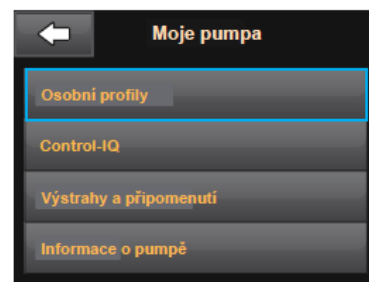 Moje pumpa
Osobní profily
Control-IQ
Výstrahy a připomenutí
Informace o pumpě